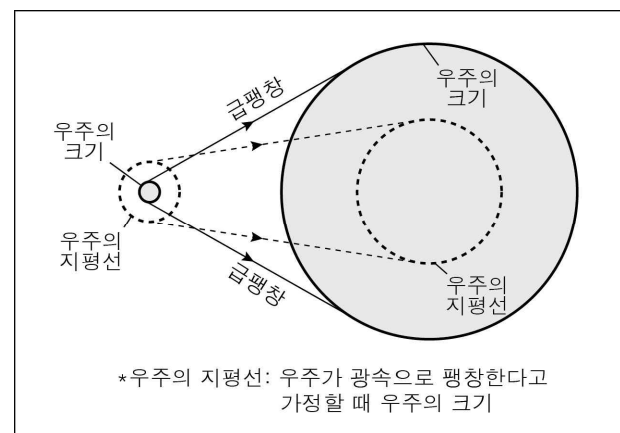 우주의
크기
급팽창
우주의
크기
우주의
지평선
급팽창
우주의
지평선
*우주의 지평선: 우주가 광속으로 팽창한다고
가정할 때 우주의 크기